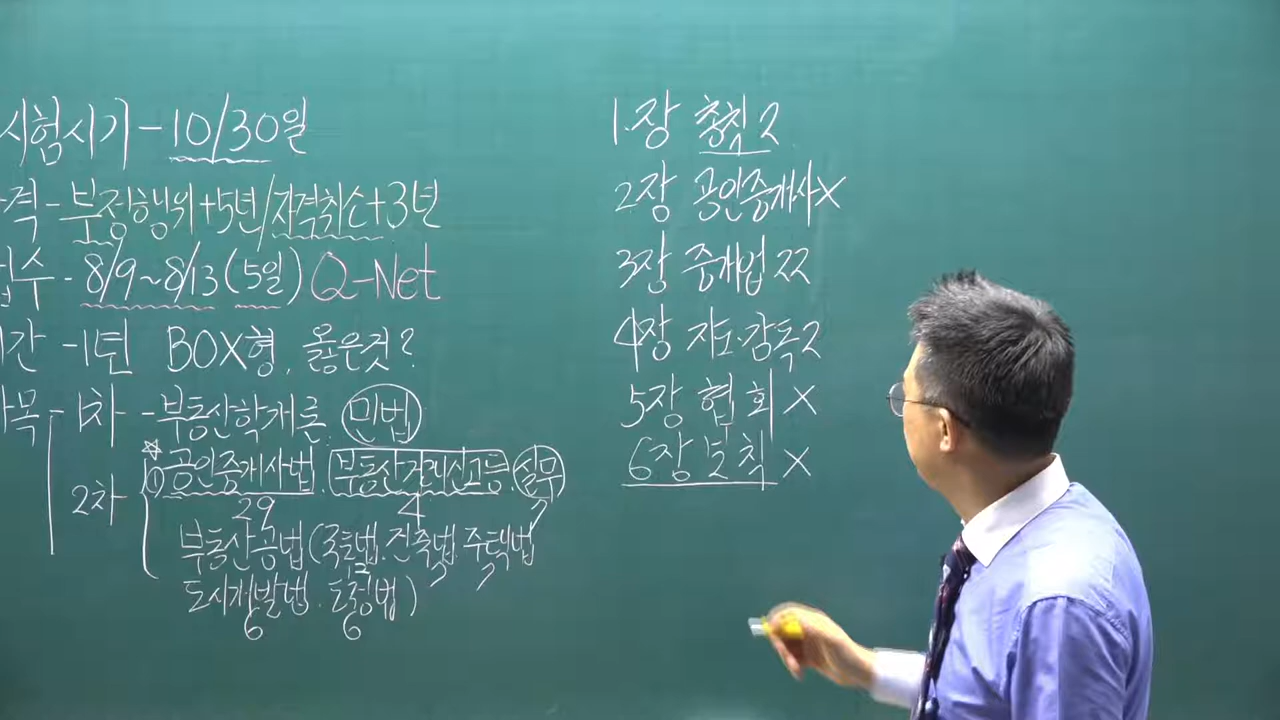 시험시기-10/30일
격-부정행위+5년/자격취소+3년
접수-8/9~8/13(5일) Q-Net
간-1년 BOX형, 옳은것?
과목-1차-부동산학개론, 민법
①공인중개사법, 부동산거래신고등, 실무
2차
29 4 7
부동산공법(국토법, 건축법, 주택법
12 7 7
도시개발법, 도정법)
6 6
1.장 총칙 2
2장 공인중개사X
3장 중개법 22
4장 지도·감독2
5장 협회 X
6장 보칙 X